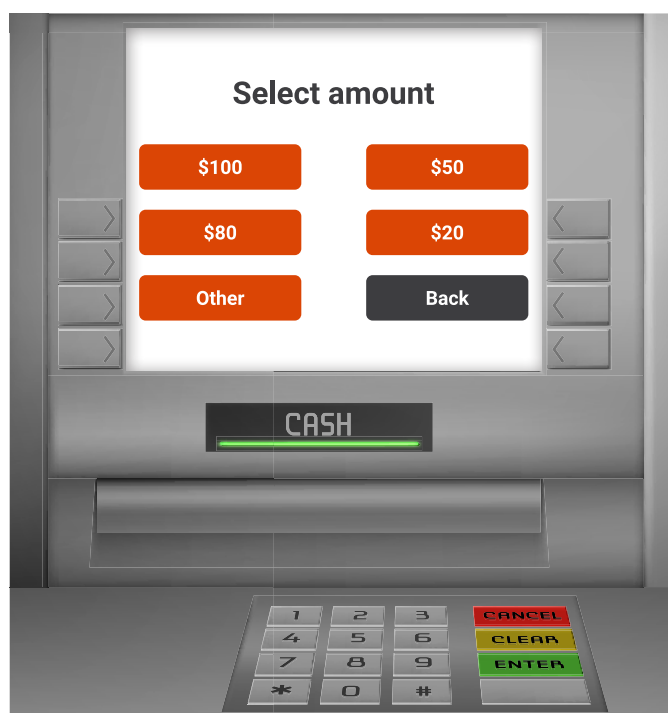 Select amount
$100 $50
$80 $20
Other Back
CASH
1 2 3 CANCEL
4 5 6 CLEAR
7 8 9 ENTER
* 0 #